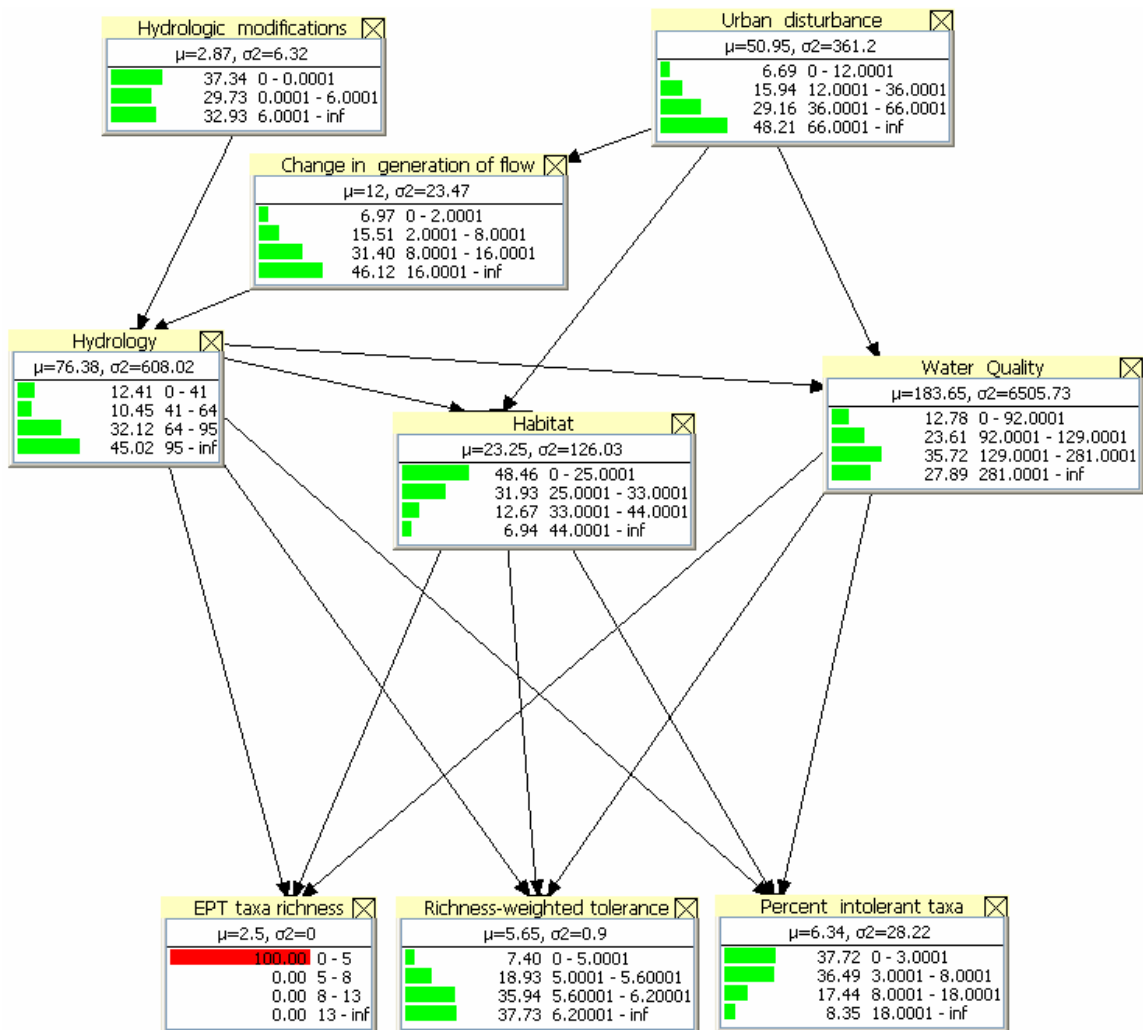 Hydrologic modifications
μ=2.87, σ2=6.32
37.34 0 - 0.0001
29.73 0.0001 - 6.0001
32.93 6.0001 - inf
Urban disturbance
μ=50.95, σ2=361.2
6.69 0 - 12.0001
15.94 12.0001 - 36.0001
29.16 36.0001 - 66.0001
48.21 66.0001 - inf
Change in generation of flow
μ=12, σ2=23.47
6.97 0 - 2.0001
15.51 2.0001 - 8.0001
31.40 8.0001 - 16.0001
46.12 16.0001 - inf
Hydrology
μ=76.38, σ2=608.02
12.41 0 - 41
10.45 41 - 64
32.12 64 - 95
45.02 95 - inf
Water Quality
μ=183.65, σ2=6505.73
12.78 0 - 92.0001
23.61 92.0001 - 129.0001
35.72 129.0001 - 281.0001
27.89 281.0001 - inf
Habitat
μ=23.25, σ2=126.03
48.46 0 - 25.0001
31.93 25.0001 - 33.0001
12.67 33.0001 - 44.0001
6.94 44.0001 - inf
EPT taxa richness
μ=2.5, σ2=0
100.00 0 - 5
0.00 5 - 8
0.00 8 - 13
0.00 13 - inf
Richness-weighted tolerance
μ=5.65, σ2=0.9
7.40 0 - 5.0001
18.93 5.0001 - 5.60001
35.94 5.60001 - 6.20001
37.73 6.20001 - inf
Percent intolerant taxa
μ=6.34, σ2=28.22
37.72 0 - 3.0001
36.49 3.0001 - 8.0001
17.44 8.0001 - 18.0001
8.35 18.0001 - inf